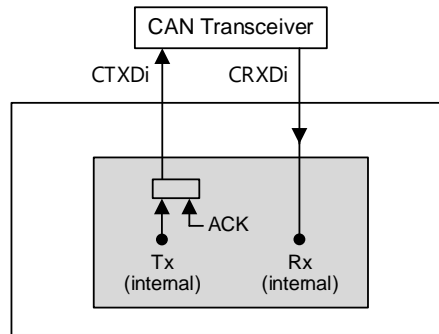 CAN Transceiver
CTXDi CRXDi
ACK
Tx Rx
(internal) (internal)